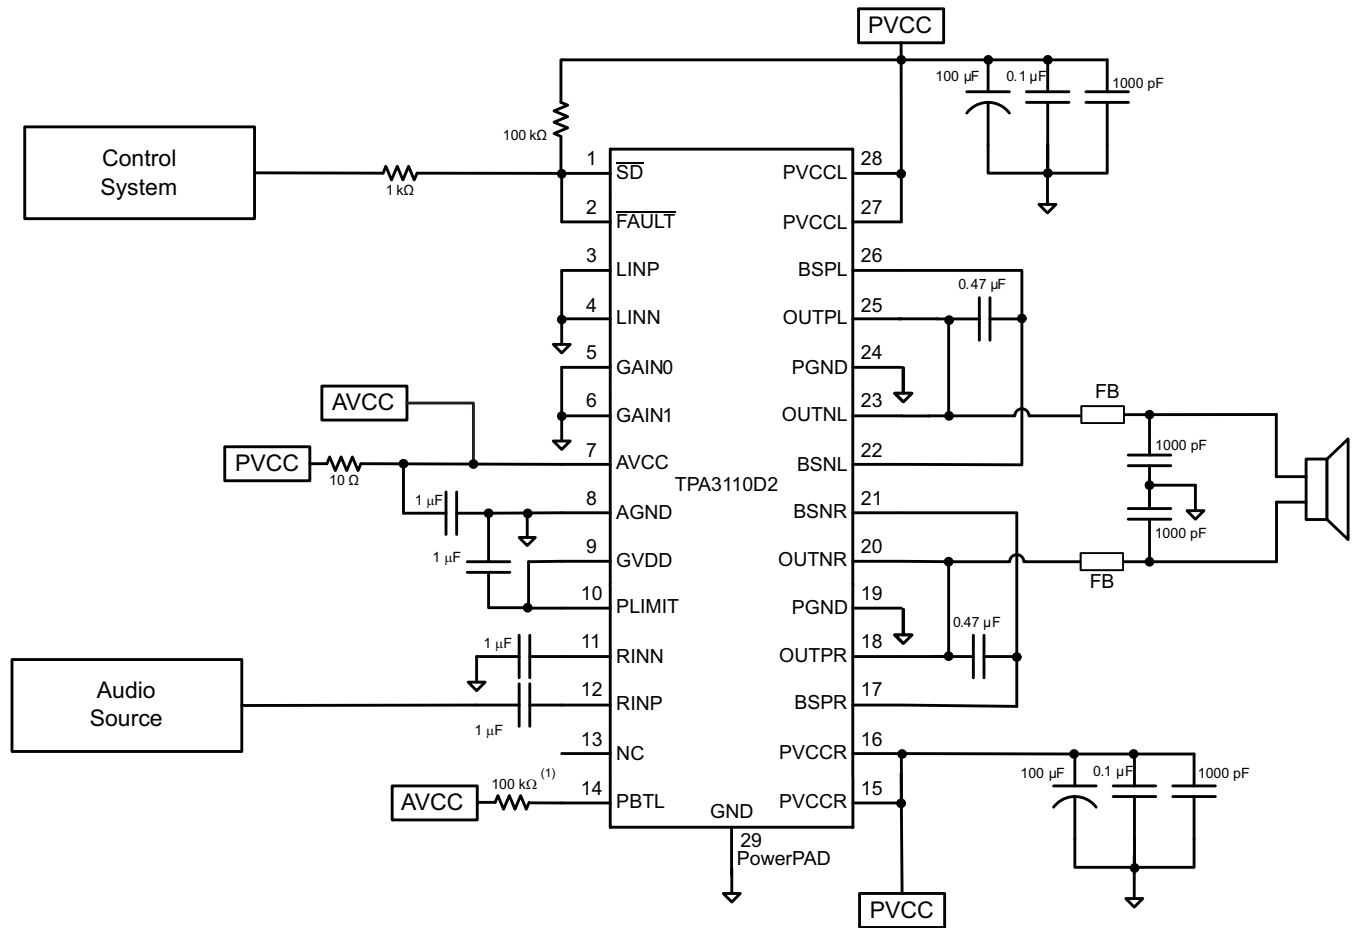 PVCC
100 µF
0.1 µF
1000 pF
100 kΩ
Control
System
1 kΩ
1
SD
PVCCL
28
2
FAULT
PVCCL
27
3
LINP
BSPL
26
0.47 µF
4
LINN
OUTPL
25
5
GAIN0
PGND
24
AVCC
6
GAIN1
OUTNL
23
FB
PVCC
10 Ω
7
AVCC
BSNL
22
1000 pF
TPA3110D2
1 µF
8
AGND
BSNR
21
1000 pF
1 µF
9
GVDD
OUTNR
20
FB
10
PLIMIT
PGND
19
0.47 µF
1 µF
11
RINN
OUTPR
18
Audio
Source
1 µF
12
RINP
BSPR
17
13
NC
PVCCR
16
100 µF
0.1 µF
1000 pF
AVCC
100 kΩ (1)
14
PBTL
PVCCR
15
GND
29
PowerPAD
PVCC